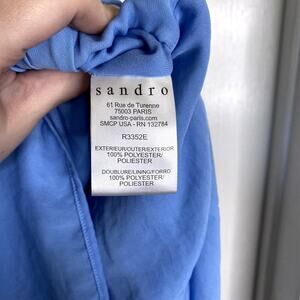 sandro
61 Rue de Turenne
75003 PARIS
sandro-paris.com
SMCP USA - RN 132784
R3352E
EXTERIEUR/OUTER/EXTERIOR
100% POLYESTER/
POLIESTER
DOUBLURE/LINING/FORRO
100% POLYESTER/
POLIESTER